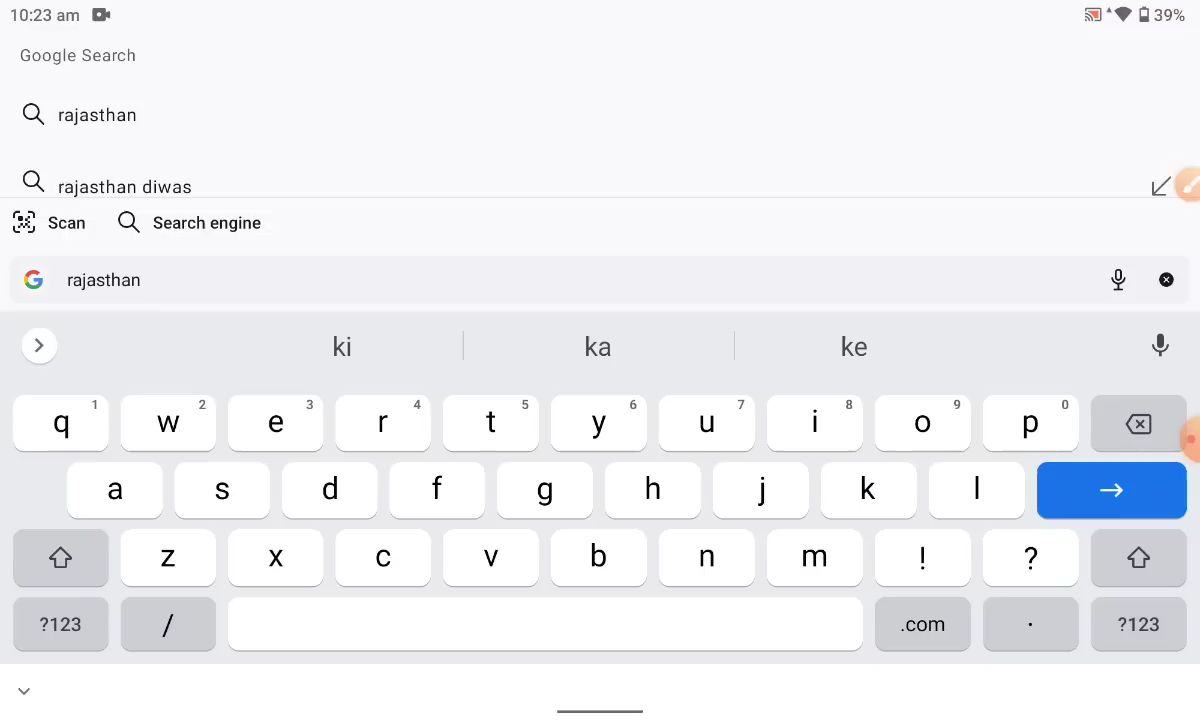 10:23 am 39%
Google Search
rajasthan
rajasthan diwas
Scan Search engine
rajasthan
ki ka ke
q 1 w 2 e 3 r 4 t 5 y 6 u 7 i 8 o 9 p 0
a s d f g h j k l
z x c v b n m ! ?
?123 / .com . ?123